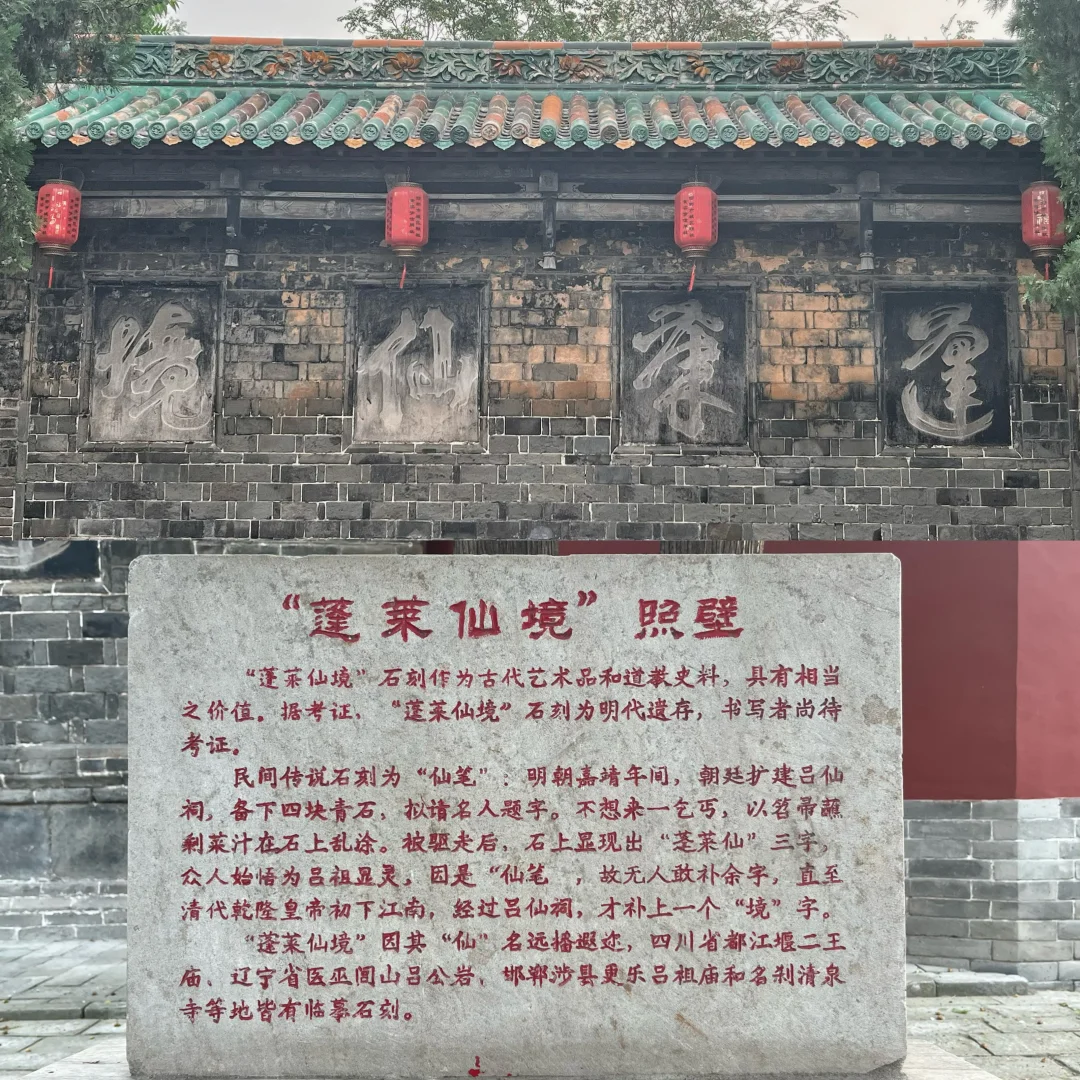 蓬莱仙境
“蓬莱仙境”照壁
“蓬莱仙境”石刻作为古代艺术品和道教史料，具有相当
之价值。据考证，“蓬莱仙境”石刻为明代遗存，书写者尚待
考证。
民间传说石刻为“仙笔”：明朝嘉靖年间，朝廷扩建吕仙
祠，备下四块青石，拟请名人题字。不想来一乞丐，以笤帚蘸
剩菜汁在石上乱涂。被驱走后，石上显现出“蓬莱仙”三字，
众人始悟为吕祖显灵，因是“仙笔”，故无人敢补余字，直至
清代乾隆皇帝初下江南，经过吕仙祠，才补上一个“境”字。
“蓬莱仙境”因其“仙”名远播遐迩，四川省都江堰二王
庙、辽宁省医巫闾山吕公岩、邯郸涉县更乐吕祖庙和名刹清泉
寺等地皆有临摹石刻。